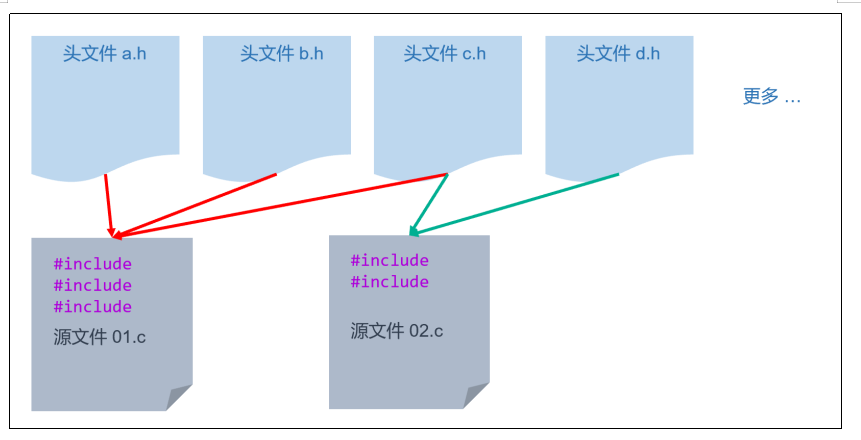 头文件 a.h
头文件 b.h
头文件 c.h
头文件 d.h
更多 …
#include
#include
#include
源文件 01.c
#include
#include
源文件 02.c